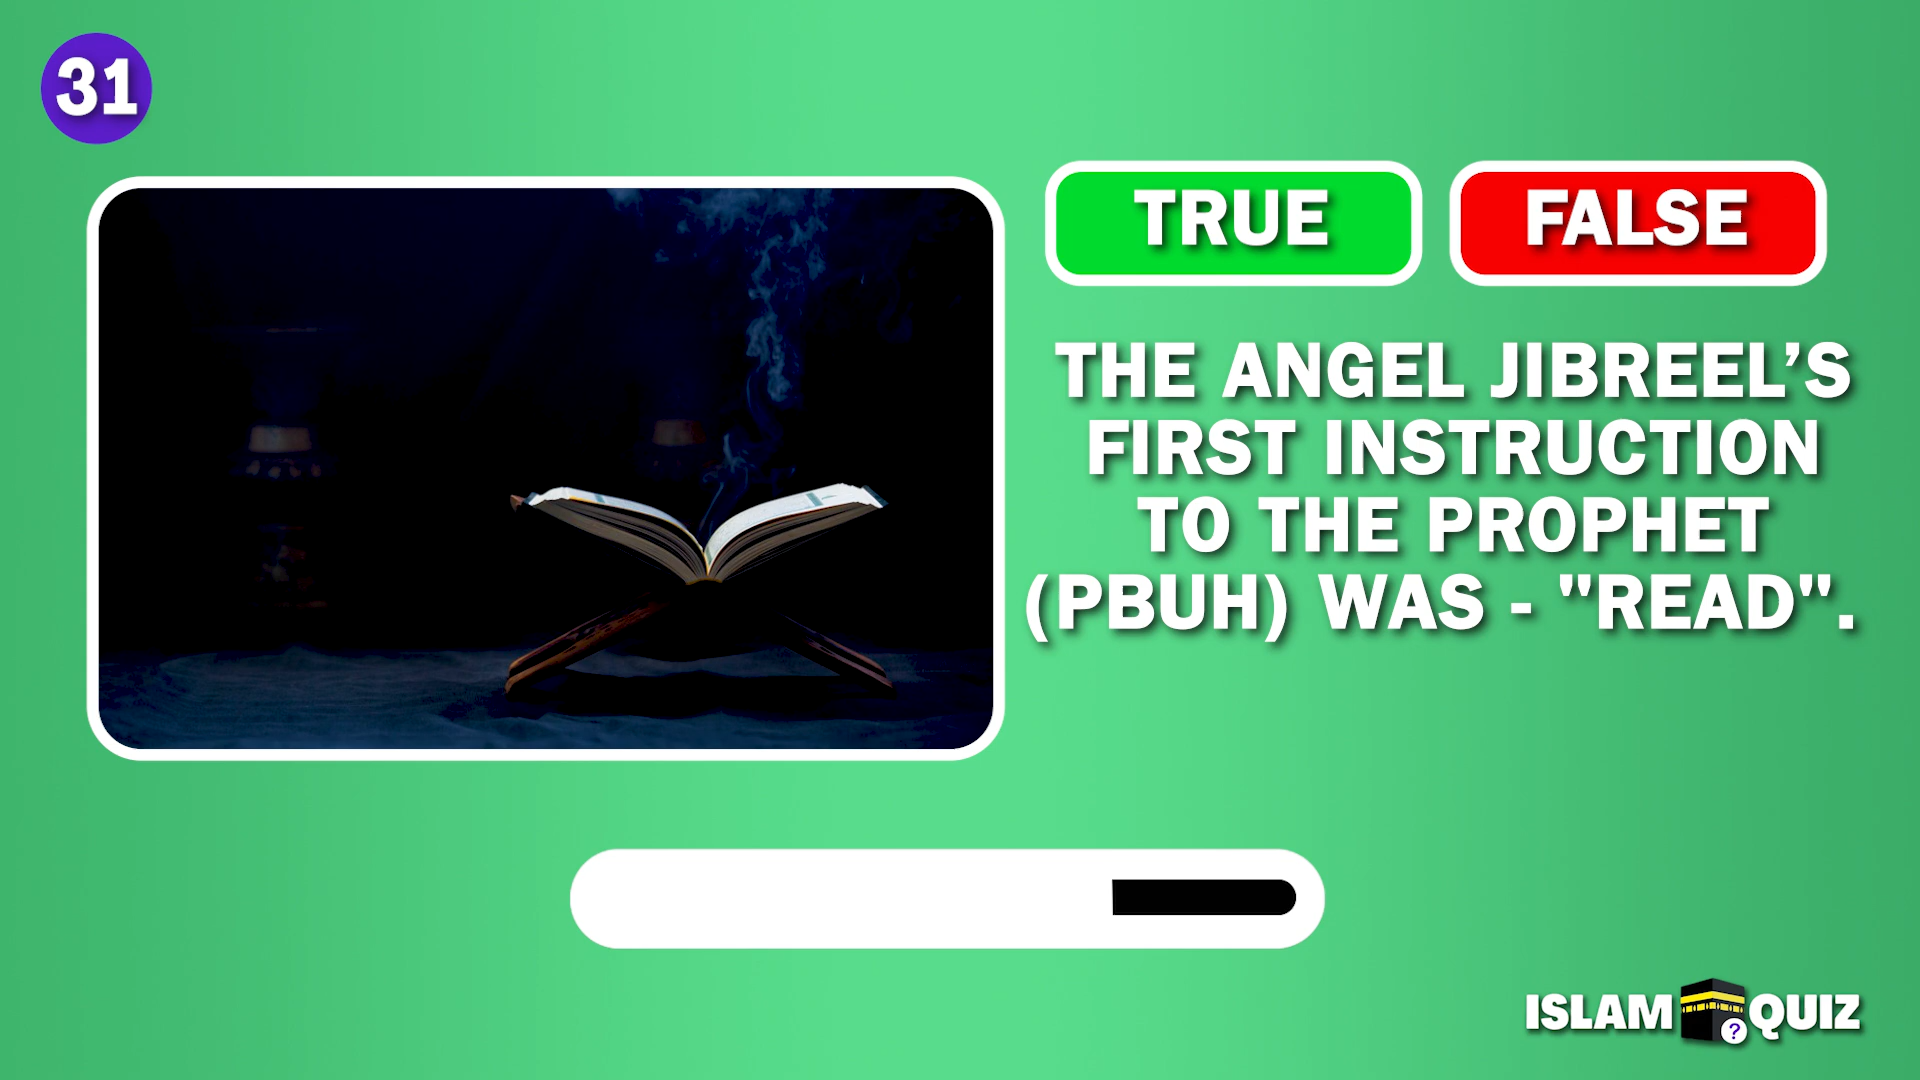 31
TRUE
FALSE
THE ANGEL JIBREEL’S
FIRST INSTRUCTION
TO THE PROPHET
(PBUH) WAS - "READ".
ISLAM QUIZ
?